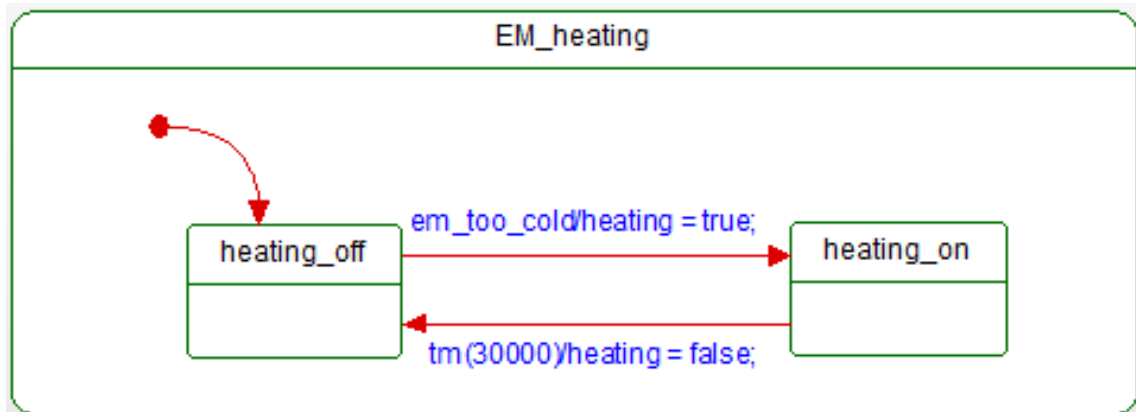 EM_heating
em_too_cold/heating = true;
heating_off
heating_on
tm(30000)/heating = false;